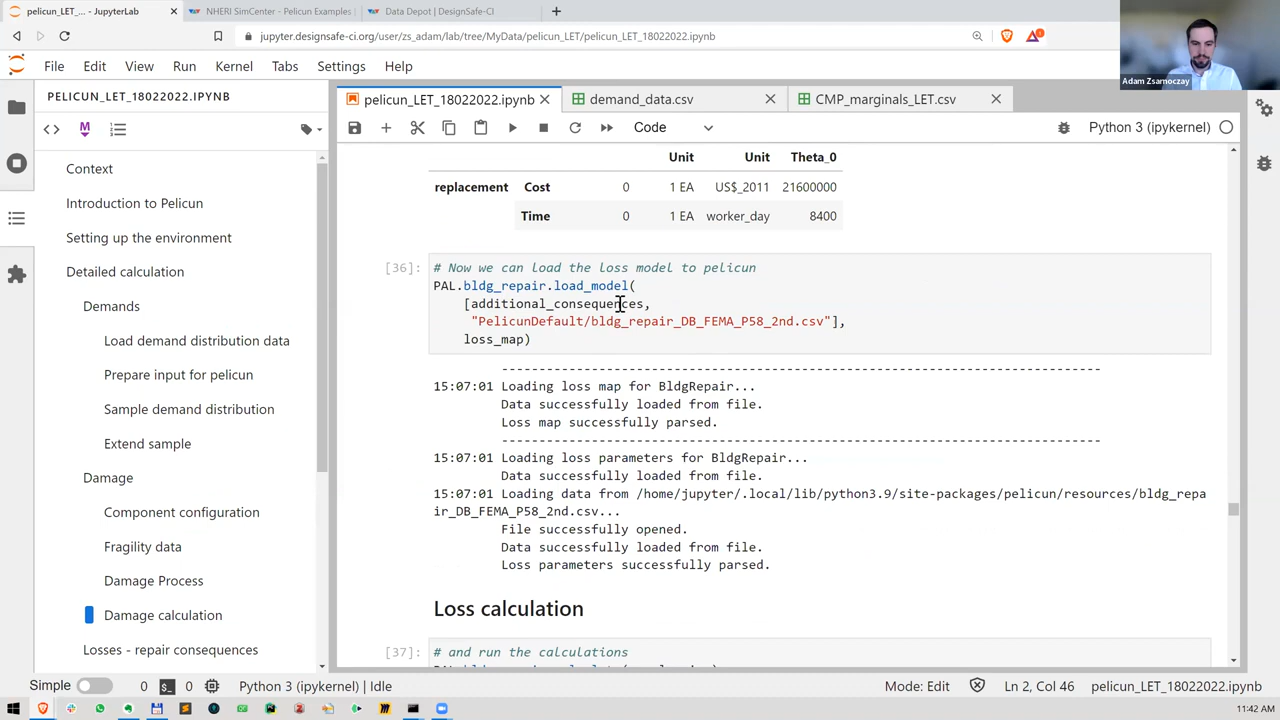 pelicun_LET_... - JupyterLab
NHERI SimCenter - Pelicun Examples
Data Depot | DesignSafe-CI
jupyter.designsafe-ci.org/user/zs_adam/lab/tree/MyData/pelicun_LET/pelicun_LET_18022022.ipynb
Adam Zsarnoczay
File Edit View Run Kernel Tabs Settings Help
PELICUN_LET_18022022.IPYNB
pelicun_LET_18022022.ipynb
demand_data.csv
CMP_marginals_LET.csv
Code
Python 3 (ipykernel)
Context
Introduction to Pelicun
Setting up the environment
Detailed calculation
Demands
Load demand distribution data
Prepare input for pelicun
Sample demand distribution
Extend sample
Damage
Component configuration
Fragility data
Damage Process
Damage calculation
Losses - repair consequences
Unit Unit Theta_0
replacement Cost 0 1 EA US$_2011 21600000
Time 0 1 EA worker_day 8400
[36]: # Now we can load the loss model to pelicun
PAL.bldg_repair.load_model(
[additional_consequences,
"PelicunDefault/bldg_repair_DB_FEMA_P58_2nd.csv"],
loss_map)
--------------------------------------------------------------------------------
15:07:01 Loading loss map for BldgRepair...
Data successfully loaded from file.
Loss map successfully parsed.
--------------------------------------------------------------------------------
15:07:01 Loading loss parameters for BldgRepair...
Data successfully loaded from file.
15:07:01 Loading data from /home/jupyter/.local/lib/python3.9/site-packages/pelicun/resources/bldg_repa
ir_DB_FEMA_P58_2nd.csv...
File successfully opened.
Data successfully loaded from file.
Loss parameters successfully parsed.
Loss calculation
[37]: # and run the calculations
Simple 0 0 Python 3 (ipykernel) | Idle
Mode: Edit Ln 2, Col 46 pelicun_LET_18022022.ipynb
11:42 AM